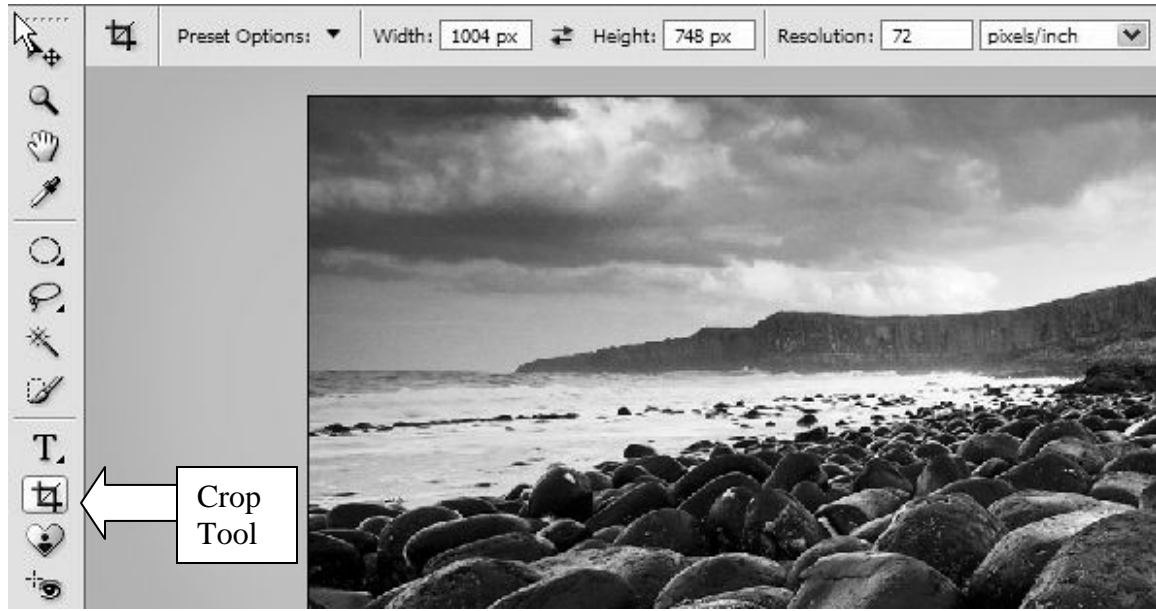 Preset Options: Width: 1004 px Height: 748 px Resolution: 72 pixels/inch
T
Crop
Tool